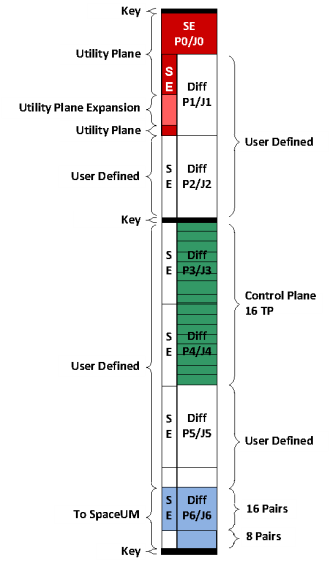 Key
SE
P0/J0
Utility Plane
S
E
Diff
P1/J1
Utility Plane Expansion
Utility Plane
User Defined
User Defined
S
E
Diff
P2/J2
Key
S
E
Diff
P3/J3
Control Plane
16 TP
S
E
Diff
P4/J4
User Defined
S
E
Diff
P5/J5
User Defined
To SpaceUM
S
E
Diff
P6/J6
16 Pairs
8 Pairs
Key